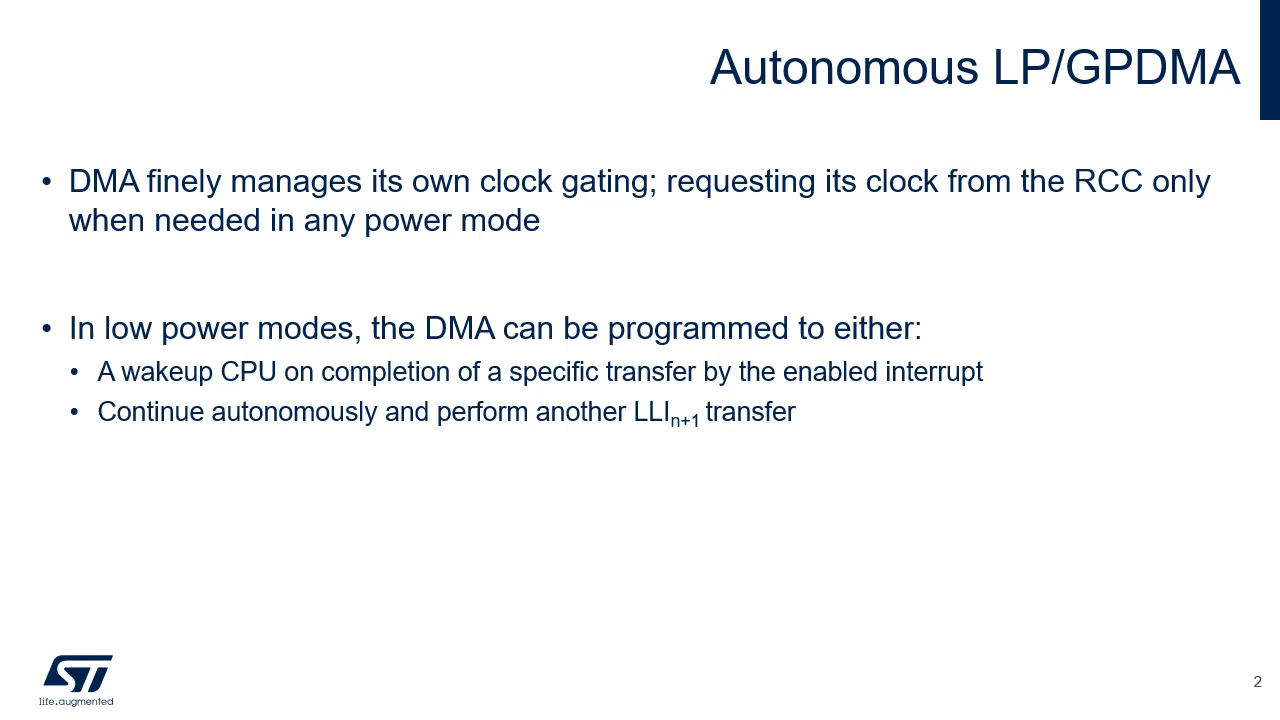 Autonomous LP/GPDMA
• DMA finely manages its own clock gating; requesting its clock from the RCC only
when needed in any power mode
• In low power modes, the DMA can be programmed to either:
• A wakeup CPU on completion of a specific transfer by the enabled interrupt
• Continue autonomously and perform another LLIn+1 transfer
ST
life.augmented
2